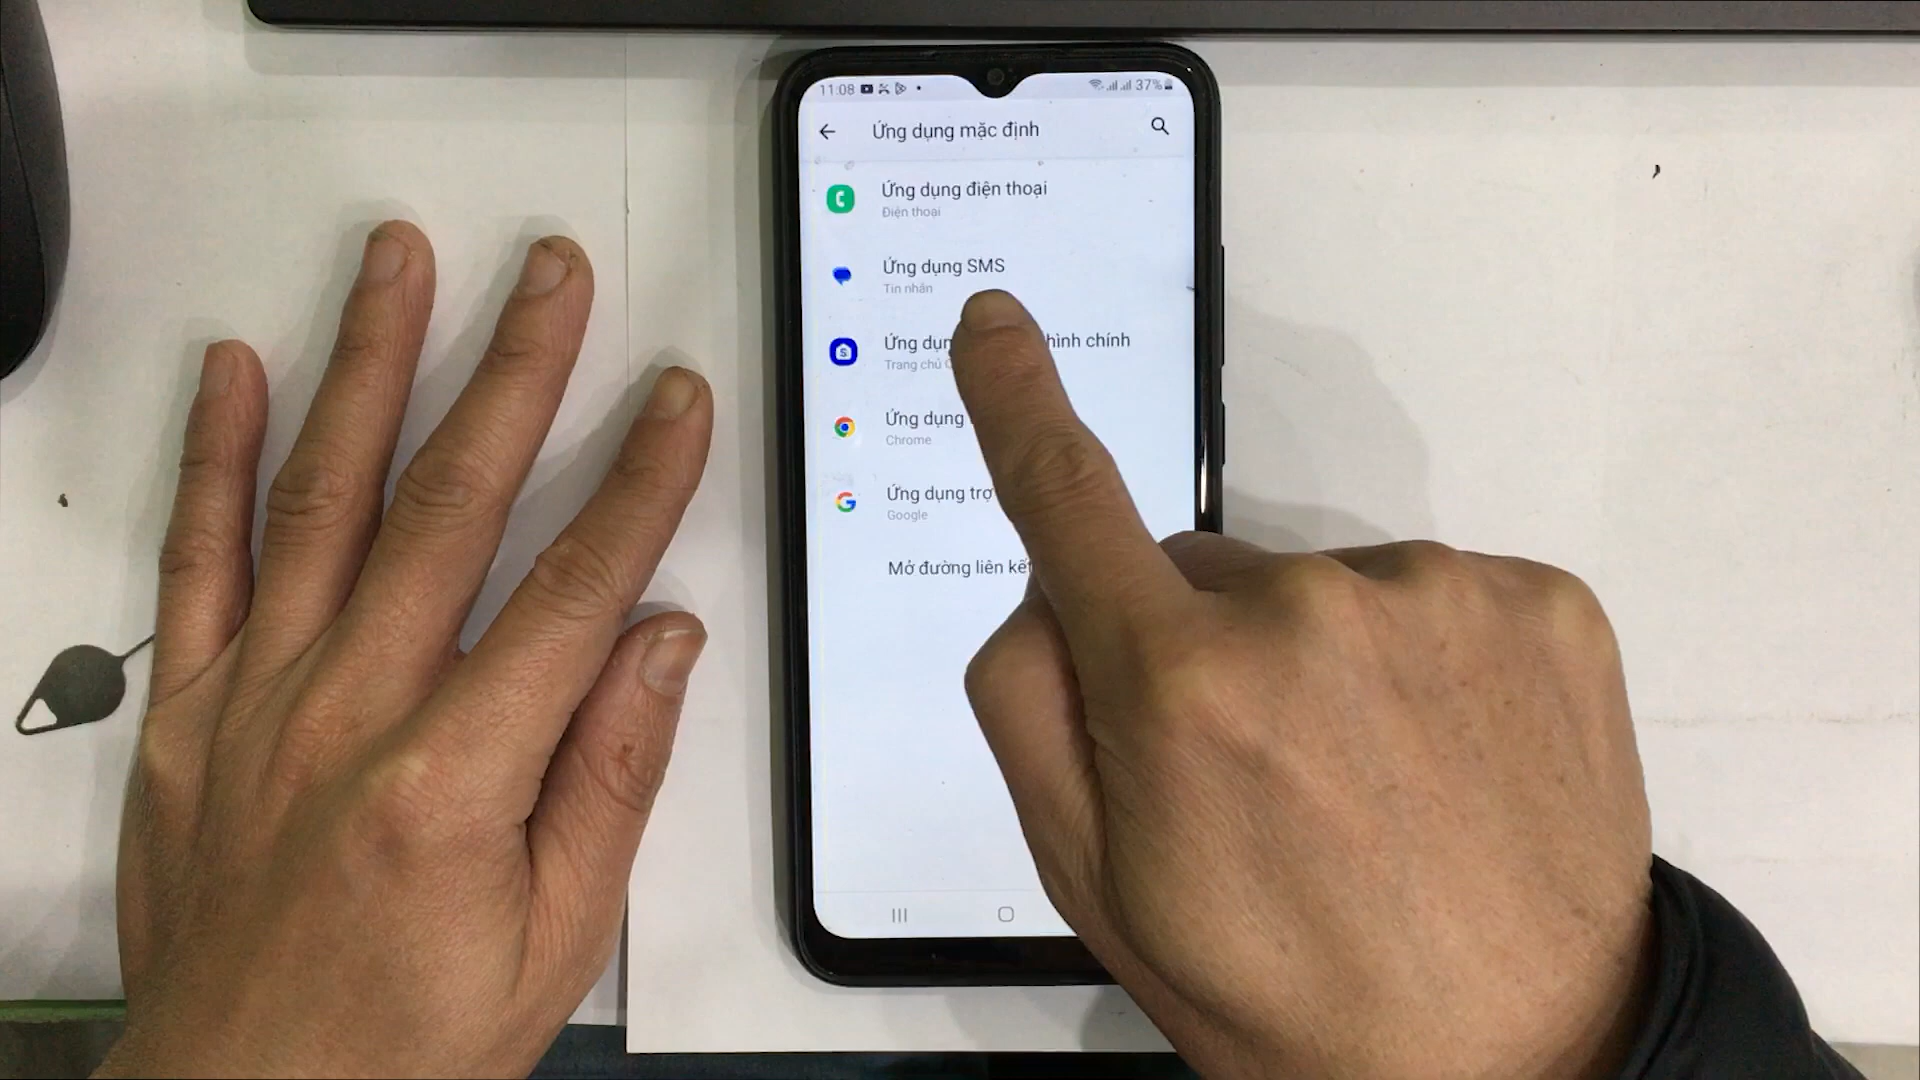 11:08
37%
Ứng dụng mặc định
Ứng dụng điện thoại
Điện thoại
Ứng dụng SMS
Tin nhắn
Ứng hình chính
Trang chủ
Ứng dụng
Chrome
Ứng dụng trợ
Google
Mở đường liên kết